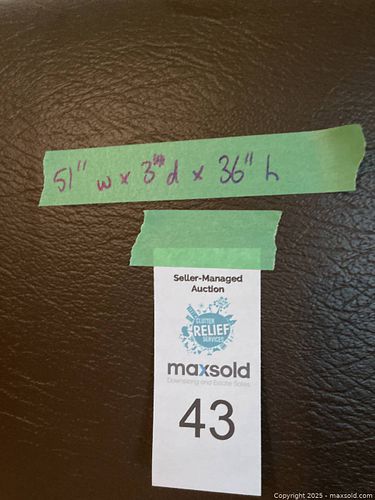 51" w x 3" d x 36" h
Seller-Managed
Auction
CLUTTER
RELIEF
SERVICES
maxsold
Downsizing and Estate Sales
43
Copyright © 2025 - maxsold.com